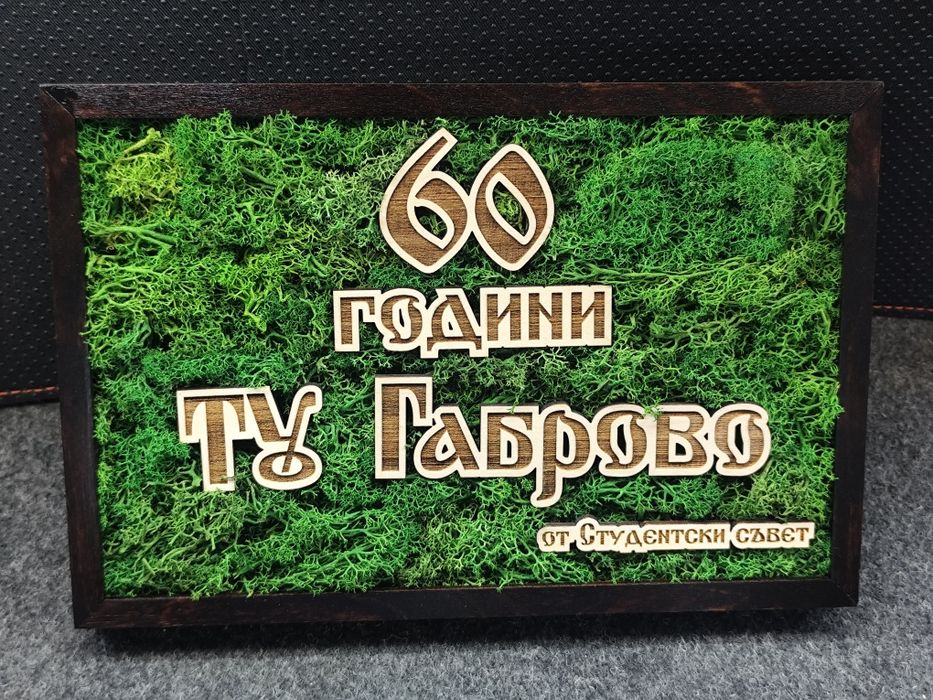 60
години
ТУ Габрово
от Студентски съвет